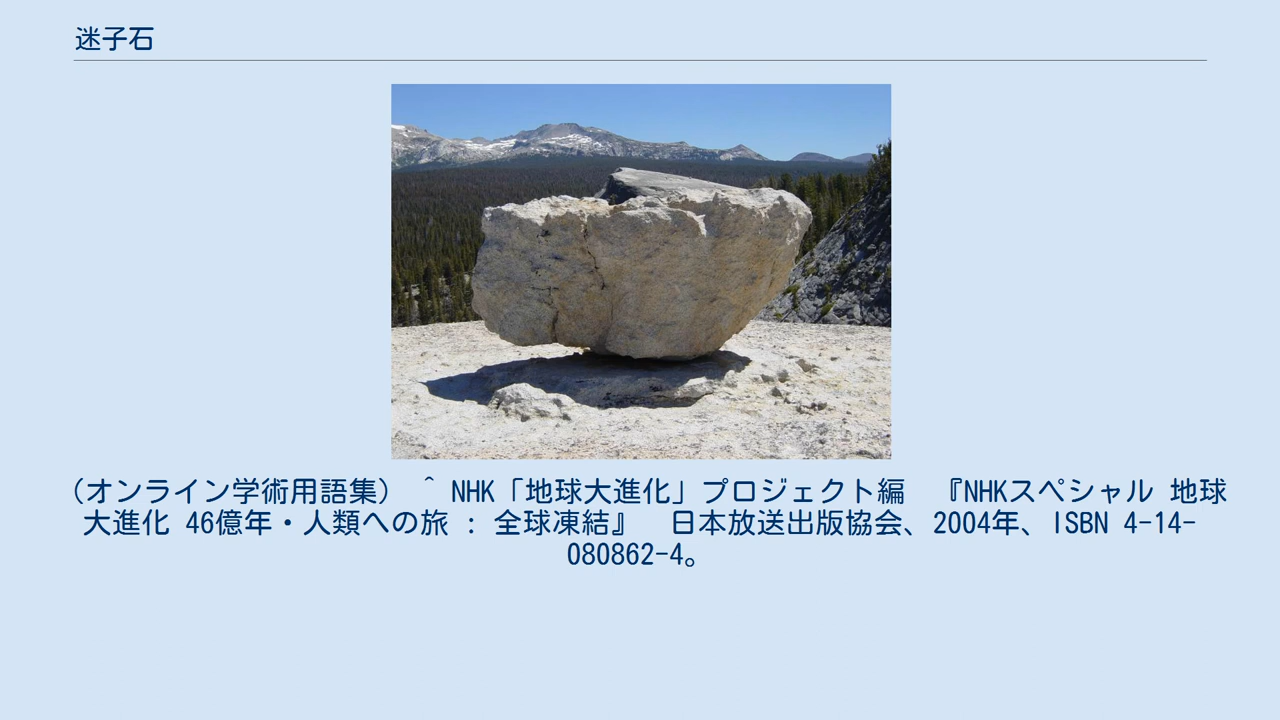 迷子石
（オンライン学術用語集） ^ NHK「地球大進化」プロジェクト編　『NHKスペシャル 地球
大進化 46億年・人類への旅 : 全球凍結』　日本放送出版協会、2004年、ISBN 4-14-
080862-4。